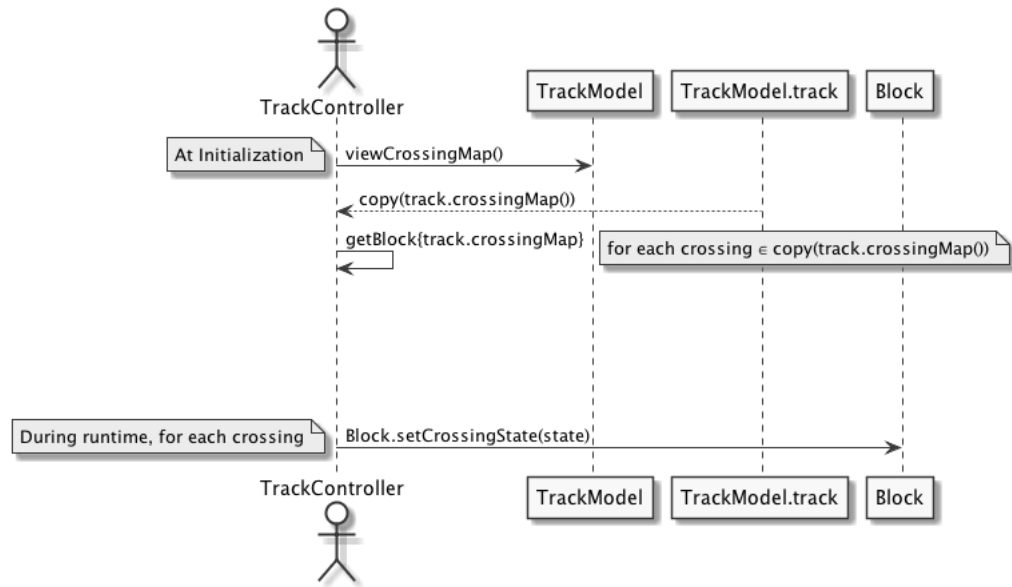 TrackController
TrackModel
TrackModel.track
Block
At Initialization
viewCrossingMap()
copy(track.crossingMap())
getBlock{track.crossingMap}
for each crossing ∈ copy(track.crossingMap())
During runtime, for each crossing
Block.setCrossingState(state)
TrackController
TrackModel
TrackModel.track
Block